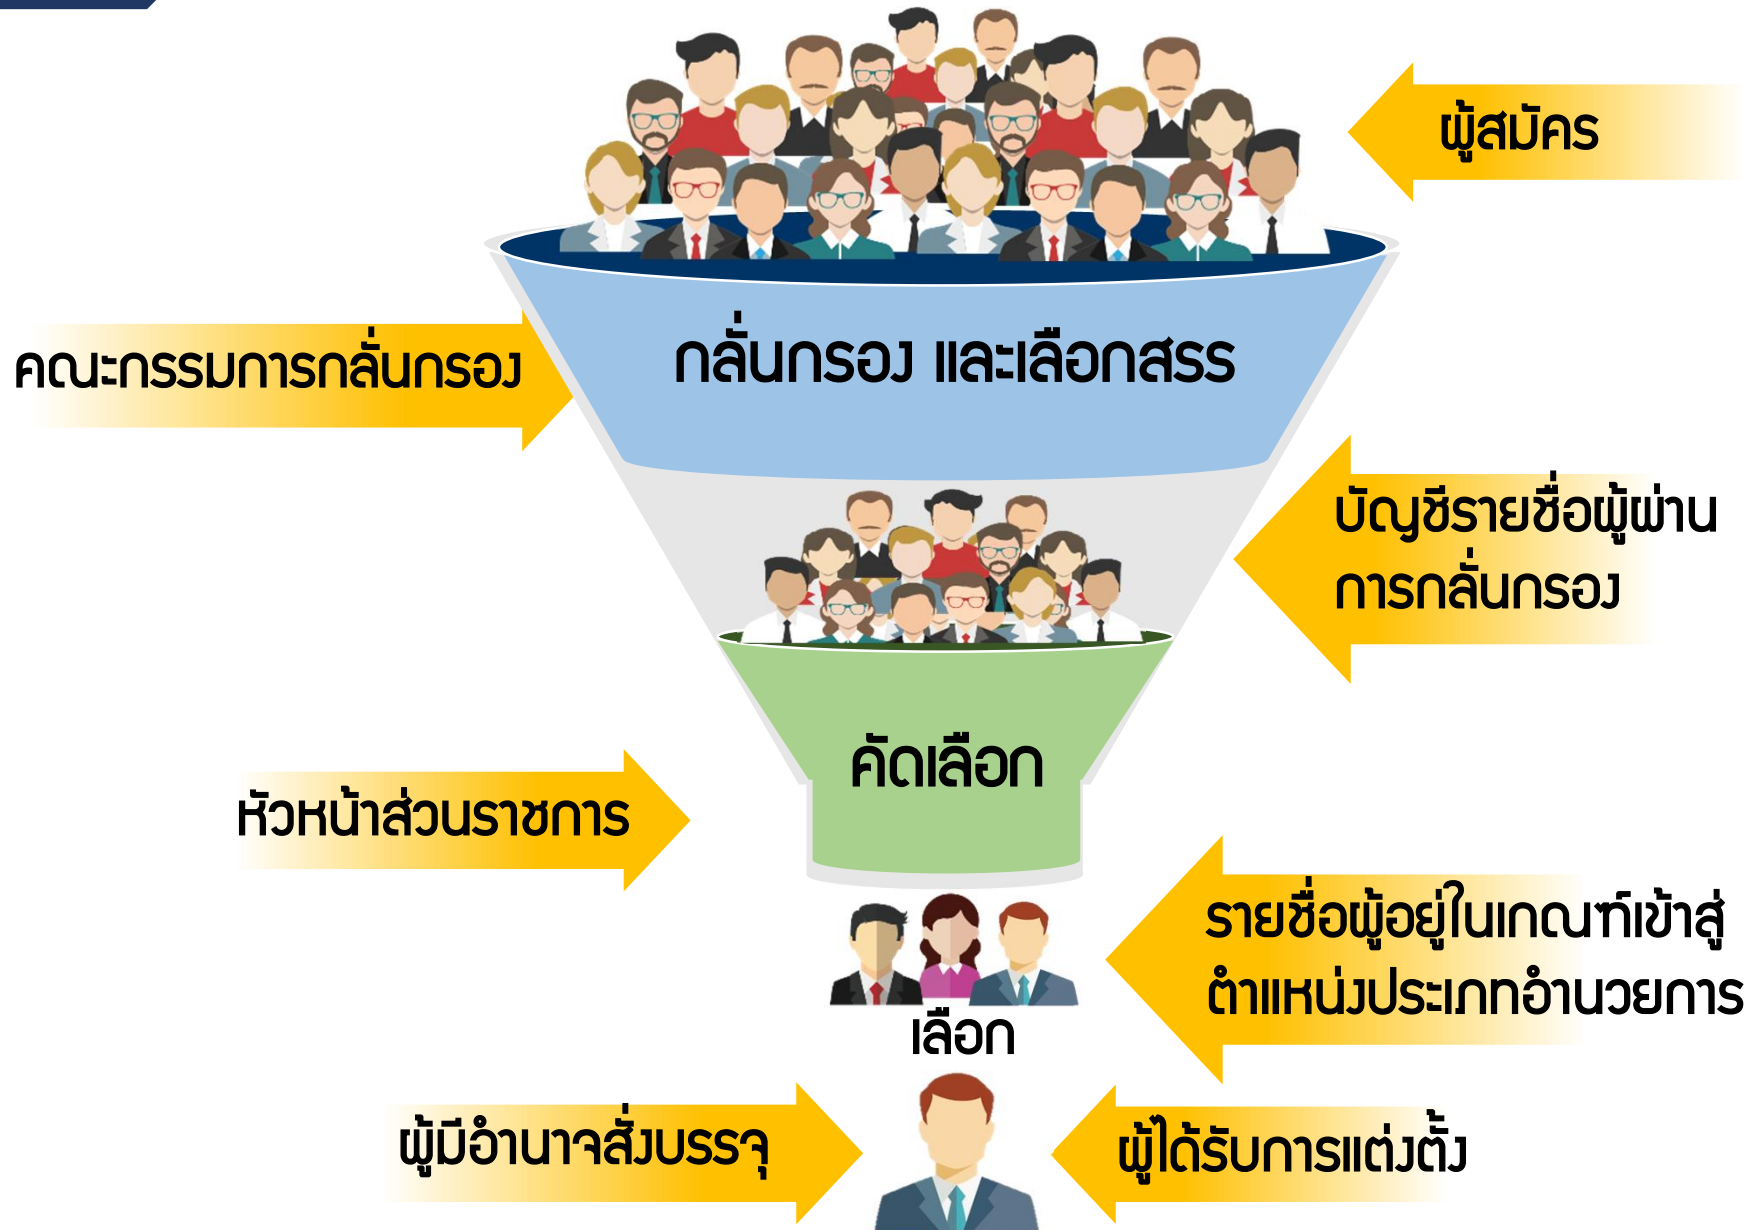 ผู้สมัคร
กลั่นกรอง และเลือกสรร
คณะกรรมการกลั่นกรอง
บัญชีรายชื่อผู้ผ่าน
การกลั่นกรอง
คัดเลือก
หัวหน้าส่วนราชการ
รายชื่อผู้อยู่ในเกณฑ์เข้าสู่
ตำแหน่งประเภทอำนวยการ
เลือก
ผู้มีอำนาจสั่งบรรจุ
ผู้ได้รับการแต่งตั้ง